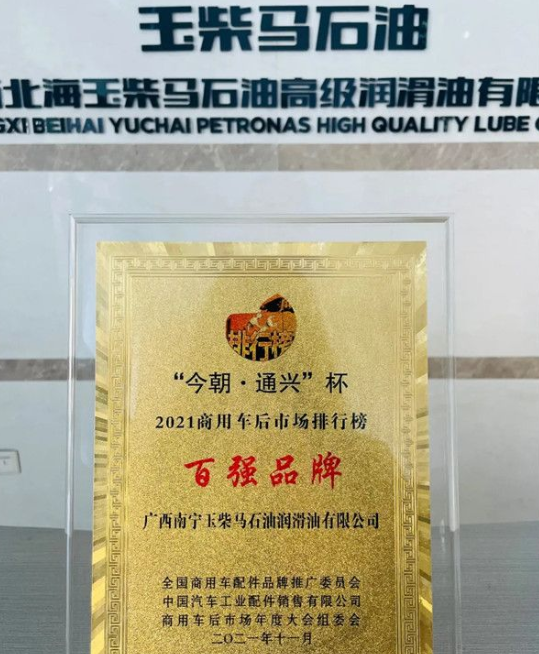 玉柴马石油
北海玉柴马石油高级润滑油有限
GXI BEIHAI YUCHAI PETRONAS HIGH QUALITY LUBE
排行榜
“今朝·通兴”杯
2021商用车后市场排行榜
百强品牌
广西南宁玉柴马石油润滑油有限公司
全国商用车配件品牌推广委员会
中国汽车工业配件销售有限公司
商用车后市场年度大会组委会
二〇二一年十一月